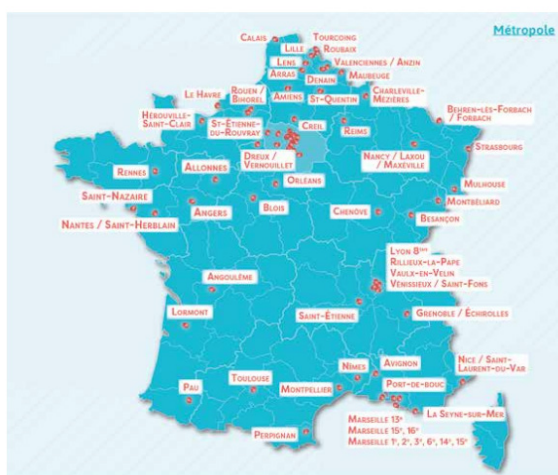 Métropole
CALAIS
TOURCOING
LILLE
ROUBAIX
LENS
VALENCIENNES / ANZIN
ARRAS
DENAIN
MAUBEUGE
LE HAVRE
ROUEN /
BIHOREL
AMIENS
ST-QUENTIN
CHARLEVILLE-
MÉZIÈRES
HÉROUVILLE-
SAINT-CLAIR
ST-ÉTIENNE-
DU-ROUVRAY
CREIL
REIMS
BEHREN-LÈS-FORBACH
/ FORBACH
STRASBOURG
RENNES
ALLONNES
DREUX /
VERNOUILLET
NANCY / LAXOU
/ MAXEVILLE
ORLÉANS
MULHOUSE
SAINT-NAZAIRE
MONTBÉLIARD
ANGERS
BLOIS
CHENÔVE
BESANÇON
NANTES / SAINT-HERBLAIN
LYON 8ÈME
RILLIEUX-LA-PAPE
VAULX-EN-VELIN
VÉNISSIEUX / SAINT-FONS
ANGOULÊME
SAINT-ÉTIENNE
GRENOBLE / ÉCHIROLLES
LORMONT
NÎMES
AVIGNON
NICE / SAINT-
LAURENT-DU-VAR
PAU
TOULOUSE
MONTPELLIER
PORT-DE-BOUC
LA SEYNE-SUR-MER
MARSEILLE 13e
MARSEILLE 15e, 16e
MARSEILLE 1e, 2e, 3e, 6e, 14e, 15e
PERPIGNAN